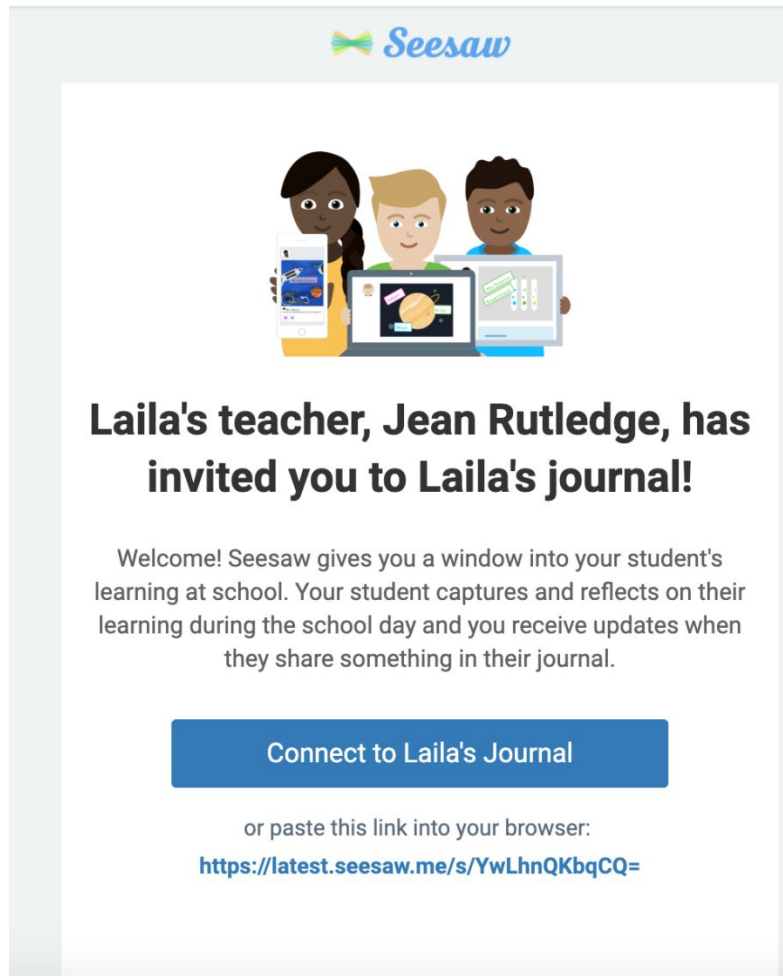 Seesaw
Laila's teacher, Jean Rutledge, has
invited you to Laila's journal!
Welcome! Seesaw gives you a window into your student's
learning at school. Your student captures and reflects on their
learning during the school day and you receive updates when
they share something in their journal.
Connect to Laila's Journal
or paste this link into your browser:
https://latest.seesaw.me/s/YwLhnQKbqCQ=